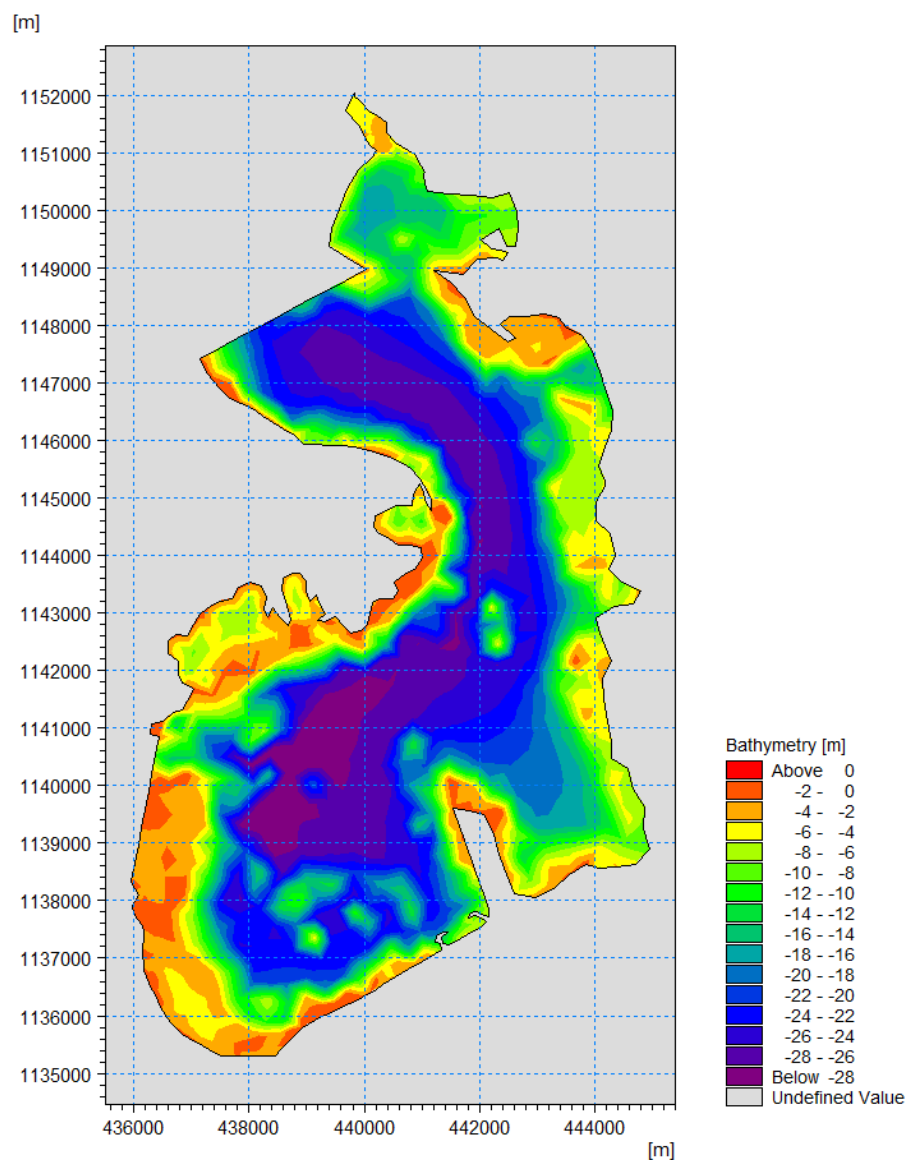 [m]
1152000
1151000
1150000
1149000
1148000
1147000
1146000
1145000
1144000
1143000
1142000
1141000
1140000
1139000
1138000
1137000
1136000
1135000
436000 438000 440000 442000 444000
[m]
Bathymetry [m]
Above 0
-2 - 0
-4 - -2
-6 - -4
-8 - -6
-10 - -8
-12 - -10
-14 - -12
-16 - -14
-18 - -16
-20 - -18
-22 - -20
-24 - -22
-26 - -24
-28 - -26
Below -28
Undefined Value